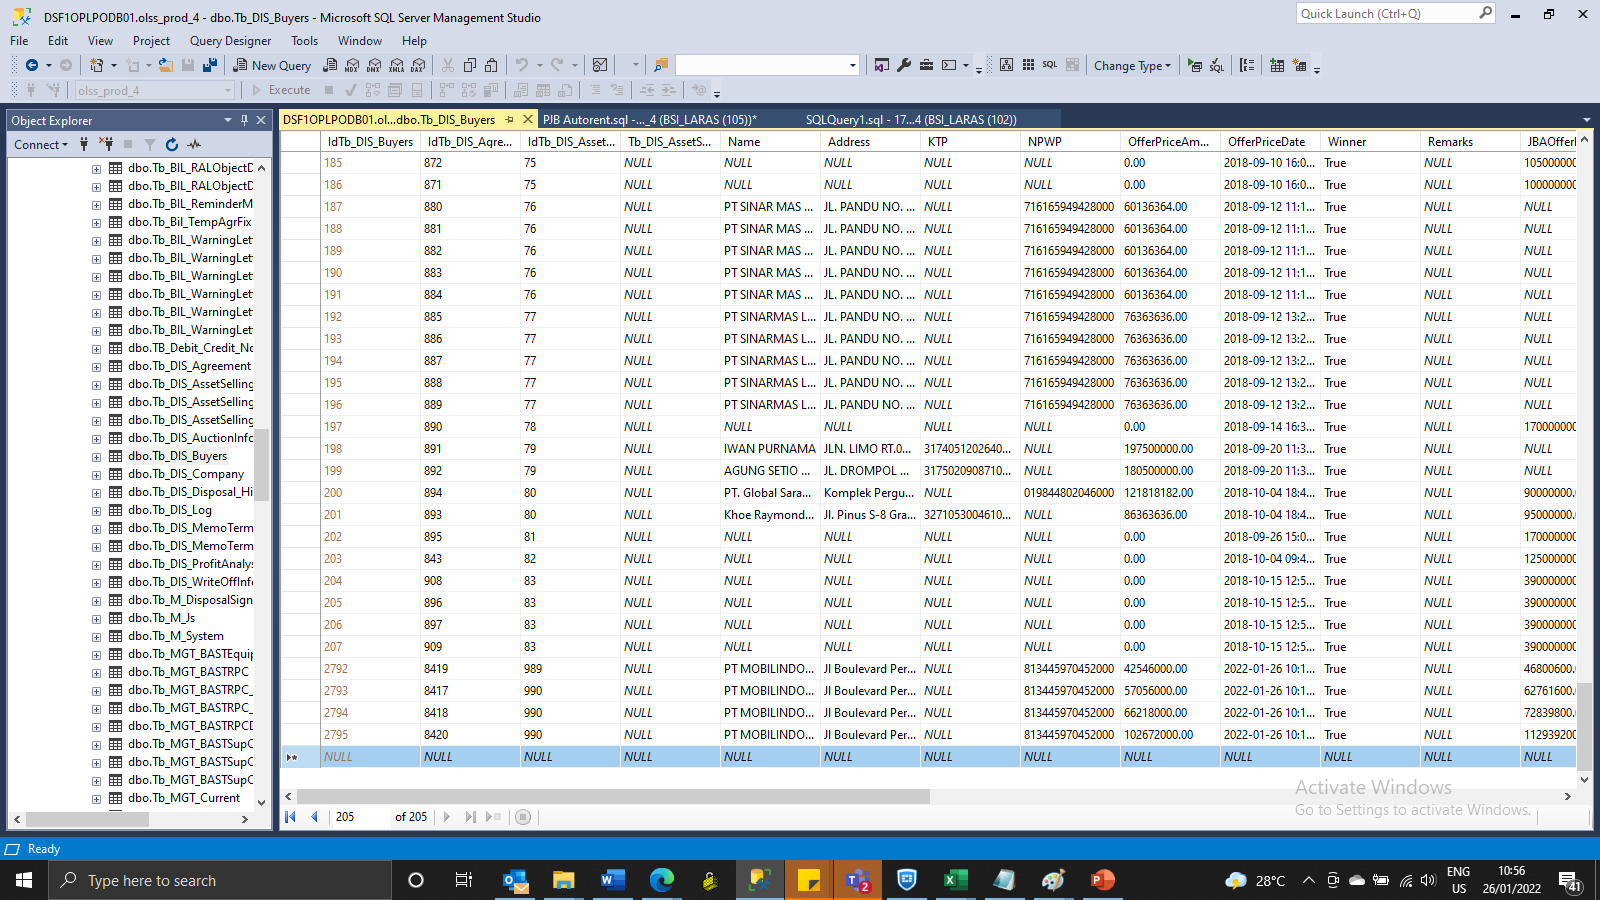 DSF1OPLPODB01.olss_prod_4 - dbo.Tb_DIS_Buyers - Microsoft SQL Server Management Studio
Quick Launch (Ctrl+Q)
File Edit View Project Query Designer Tools Window Help
New Query MDX DMX XMLA DAX SQL Change Type
olss_prod_4 Execute
Object Explorer
DSF1OPLPODB01.ol...dbo.Tb_DIS_Buyers PJB Autorent.sql -..._4 (BSI_LARAS (105))* SQLQuery1.sql - 17...4 (BSI_LARAS (102))
Connect
dbo.Tb_BIL_RALObjectD
dbo.Tb_BIL_RALObjectD
dbo.Tb_BIL_ReminderM
dbo.Tb_Bil_TempAgrFix
dbo.Tb_BIL_WarningLet
dbo.Tb_BIL_WarningLet
dbo.Tb_BIL_WarningLet
dbo.Tb_BIL_WarningLet
dbo.Tb_BIL_WarningLet
dbo.Tb_BIL_WarningLet
dbo.TB_Debit_Credit_Nc
dbo.Tb_DIS_Agreement
dbo.Tb_DIS_AssetSelling
dbo.Tb_DIS_AssetSelling
dbo.Tb_DIS_AssetSelling
dbo.Tb_DIS_AuctionInfo
dbo.Tb_DIS_Buyers
dbo.Tb_DIS_Company
dbo.Tb_DIS_Disposal_Hi
dbo.Tb_DIS_Log
dbo.Tb_DIS_MemoTerm
dbo.Tb_DIS_MemoTerm
dbo.Tb_DIS_ProfitAnalys
dbo.Tb_DIS_WriteOffInfo
dbo.Tb_M_DisposalSign
dbo.Tb_M_Js
dbo.Tb_M_System
dbo.Tb_MGT_BASTEquip
dbo.Tb_MGT_BASTRPC
dbo.Tb_MGT_BASTRPC_
dbo.Tb_MGT_BASTRPC_
dbo.Tb_MGT_BASTRPCD
dbo.Tb_MGT_BASTSupC
dbo.Tb_MGT_BASTSupC
dbo.Tb_MGT_BASTSupC
dbo.Tb_MGT_Current
IdTb_DIS_Buyers IdTb_DIS_Agre... IdTb_DIS_Asset... Tb_DIS_AssetS... Name Address KTP NPWP OfferPriceAm... OfferPriceDate Winner Remarks JBAOfferI
185 872 75 NULL NULL NULL NULL NULL 0.00 2018-09-10 16:0... True NULL 105000000
186 871 75 NULL NULL NULL NULL NULL 0.00 2018-09-10 16:0... True NULL 100000000
187 880 76 NULL PT SINAR MAS ... JL. PANDU NO. ... NULL 716165949428000 60136364.00 2018-09-12 11:1... True NULL NULL
188 881 76 NULL PT SINAR MAS ... JL. PANDU NO. ... NULL 716165949428000 60136364.00 2018-09-12 11:1... True NULL NULL
189 882 76 NULL PT SINAR MAS ... JL. PANDU NO. ... NULL 716165949428000 60136364.00 2018-09-12 11:1... True NULL NULL
190 883 76 NULL PT SINAR MAS ... JL. PANDU NO. ... NULL 716165949428000 60136364.00 2018-09-12 11:1... True NULL NULL
191 884 76 NULL PT SINAR MAS ... JL. PANDU NO. ... NULL 716165949428000 60136364.00 2018-09-12 11:1... True NULL NULL
192 885 77 NULL PT SINARMAS L... JL. PANDU NO. ... NULL 716165949428000 76363636.00 2018-09-12 13:2... True NULL NULL
193 886 77 NULL PT SINARMAS L... JL. PANDU NO. ... NULL 716165949428000 76363636.00 2018-09-12 13:2... True NULL NULL
194 887 77 NULL PT SINARMAS L... JL. PANDU NO. ... NULL 716165949428000 76363636.00 2018-09-12 13:2... True NULL NULL
195 888 77 NULL PT SINARMAS L... JL. PANDU NO. ... NULL 716165949428000 76363636.00 2018-09-12 13:2... True NULL NULL
196 889 77 NULL PT SINARMAS L... JL. PANDU NO. ... NULL 716165949428000 76363636.00 2018-09-12 13:2... True NULL NULL
197 890 78 NULL NULL NULL NULL NULL 0.00 2018-09-14 16:3... True NULL 170000000
198 891 79 NULL IWAN PURNAMA JLN. LIMO RT.0... 3174051202640... NULL 197500000.00 2018-09-20 11:3... True NULL NULL
199 892 79 NULL AGUNG SETIO ... JL. DROMPOL ... 3175020908710... NULL 180500000.00 2018-09-20 11:3... True NULL NULL
200 894 80 NULL PT. Global Sara... Komplek Pergu... NULL 019844802046000 121818182.00 2018-10-04 18:4... True NULL 90000000.
201 893 80 NULL Khoe Raymond... Jl. Pinus S-8 Gra... 3271053004610... NULL 86363636.00 2018-10-04 18:4... True NULL 95000000.
202 895 81 NULL NULL NULL NULL NULL 0.00 2018-09-26 15:0... True NULL 170000000
203 843 82 NULL NULL NULL NULL NULL 0.00 2018-10-04 09:4... True NULL 125000000
204 908 83 NULL NULL NULL NULL NULL 0.00 2018-10-15 12:5... True NULL 390000000
205 896 83 NULL NULL NULL NULL NULL 0.00 2018-10-15 12:5... True NULL 390000000
206 897 83 NULL NULL NULL NULL NULL 0.00 2018-10-15 12:5... True NULL 390000000
207 909 83 NULL NULL NULL NULL NULL 0.00 2018-10-15 12:5... True NULL 390000000
2792 8419 989 NULL PT MOBILINDO... Jl Boulevard Per... NULL 813445970452000 42546000.00 2022-01-26 10:1... True NULL 46800600.
2793 8417 990 NULL PT MOBILINDO... Jl Boulevard Per... NULL 813445970452000 57056000.00 2022-01-26 10:1... True NULL 62761600.
2794 8418 990 NULL PT MOBILINDO... Jl Boulevard Per... NULL 813445970452000 66218000.00 2022-01-26 10:1... True NULL 72839800.
2795 8420 990 NULL PT MOBILINDO... Jl Boulevard Per... NULL 813445970452000 102672000.00 2022-01-26 10:1... True NULL 112939200
NULL NULL NULL NULL NULL NULL NULL NULL NULL NULL NULL NULL NULL
Activate Windows
Go to Settings to activate Windows.
205 of 205
Ready
Type here to search
2
28°C
ENG
US
10:56
26/01/2022
41